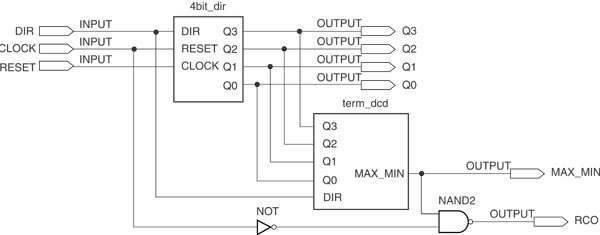 4bit_dir
DIR INPUT DIR Q3 OUTPUT Q3
CLOCK INPUT RESET Q2 OUTPUT Q2
RESET INPUT CLOCK Q1 OUTPUT Q1
Q0 OUTPUT Q0
term_dcd
Q3
Q2
Q1
Q0
DIR
MAX_MIN OUTPUT MAX_MIN
NAND2
NOT
OUTPUT RCO